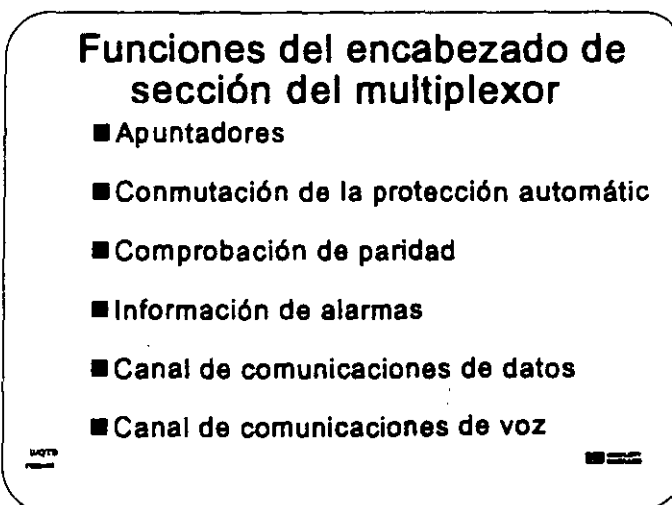 Funciones del encabezado de
sección del multiplexor
■Apuntadores
■Conmutación de la protección automátic
■Comprobación de paridad
■Información de alarmas
■Canal de comunicaciones de datos
■Canal de comunicaciones de voz